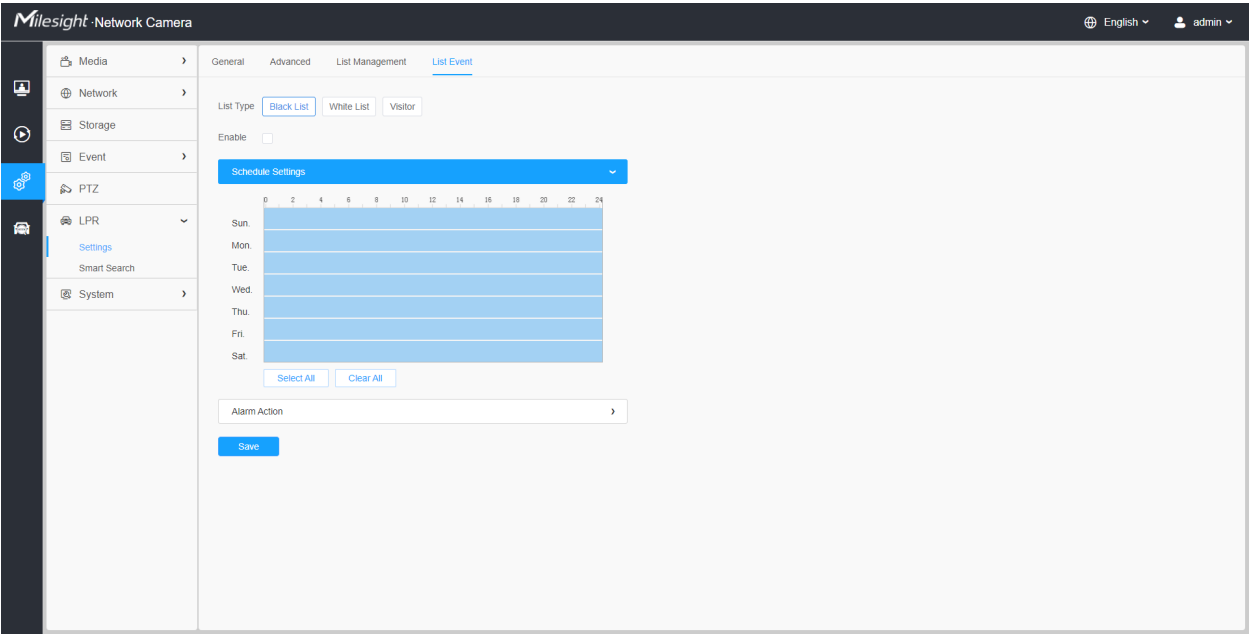 Milesight·Network Camera
English
admin
Media
Network
Storage
Event
PTZ
LPR
Settings
Smart Search
System
General Advanced List Management List Event
List Type Black List White List Visitor
Enable
Schedule Settings
0 2 4 6 8 10 12 14 16 18 20 22 24
Sun.
Mon.
Tue.
Wed.
Thu.
Fri.
Sat.
Select All Clear All
Alarm Action
Save